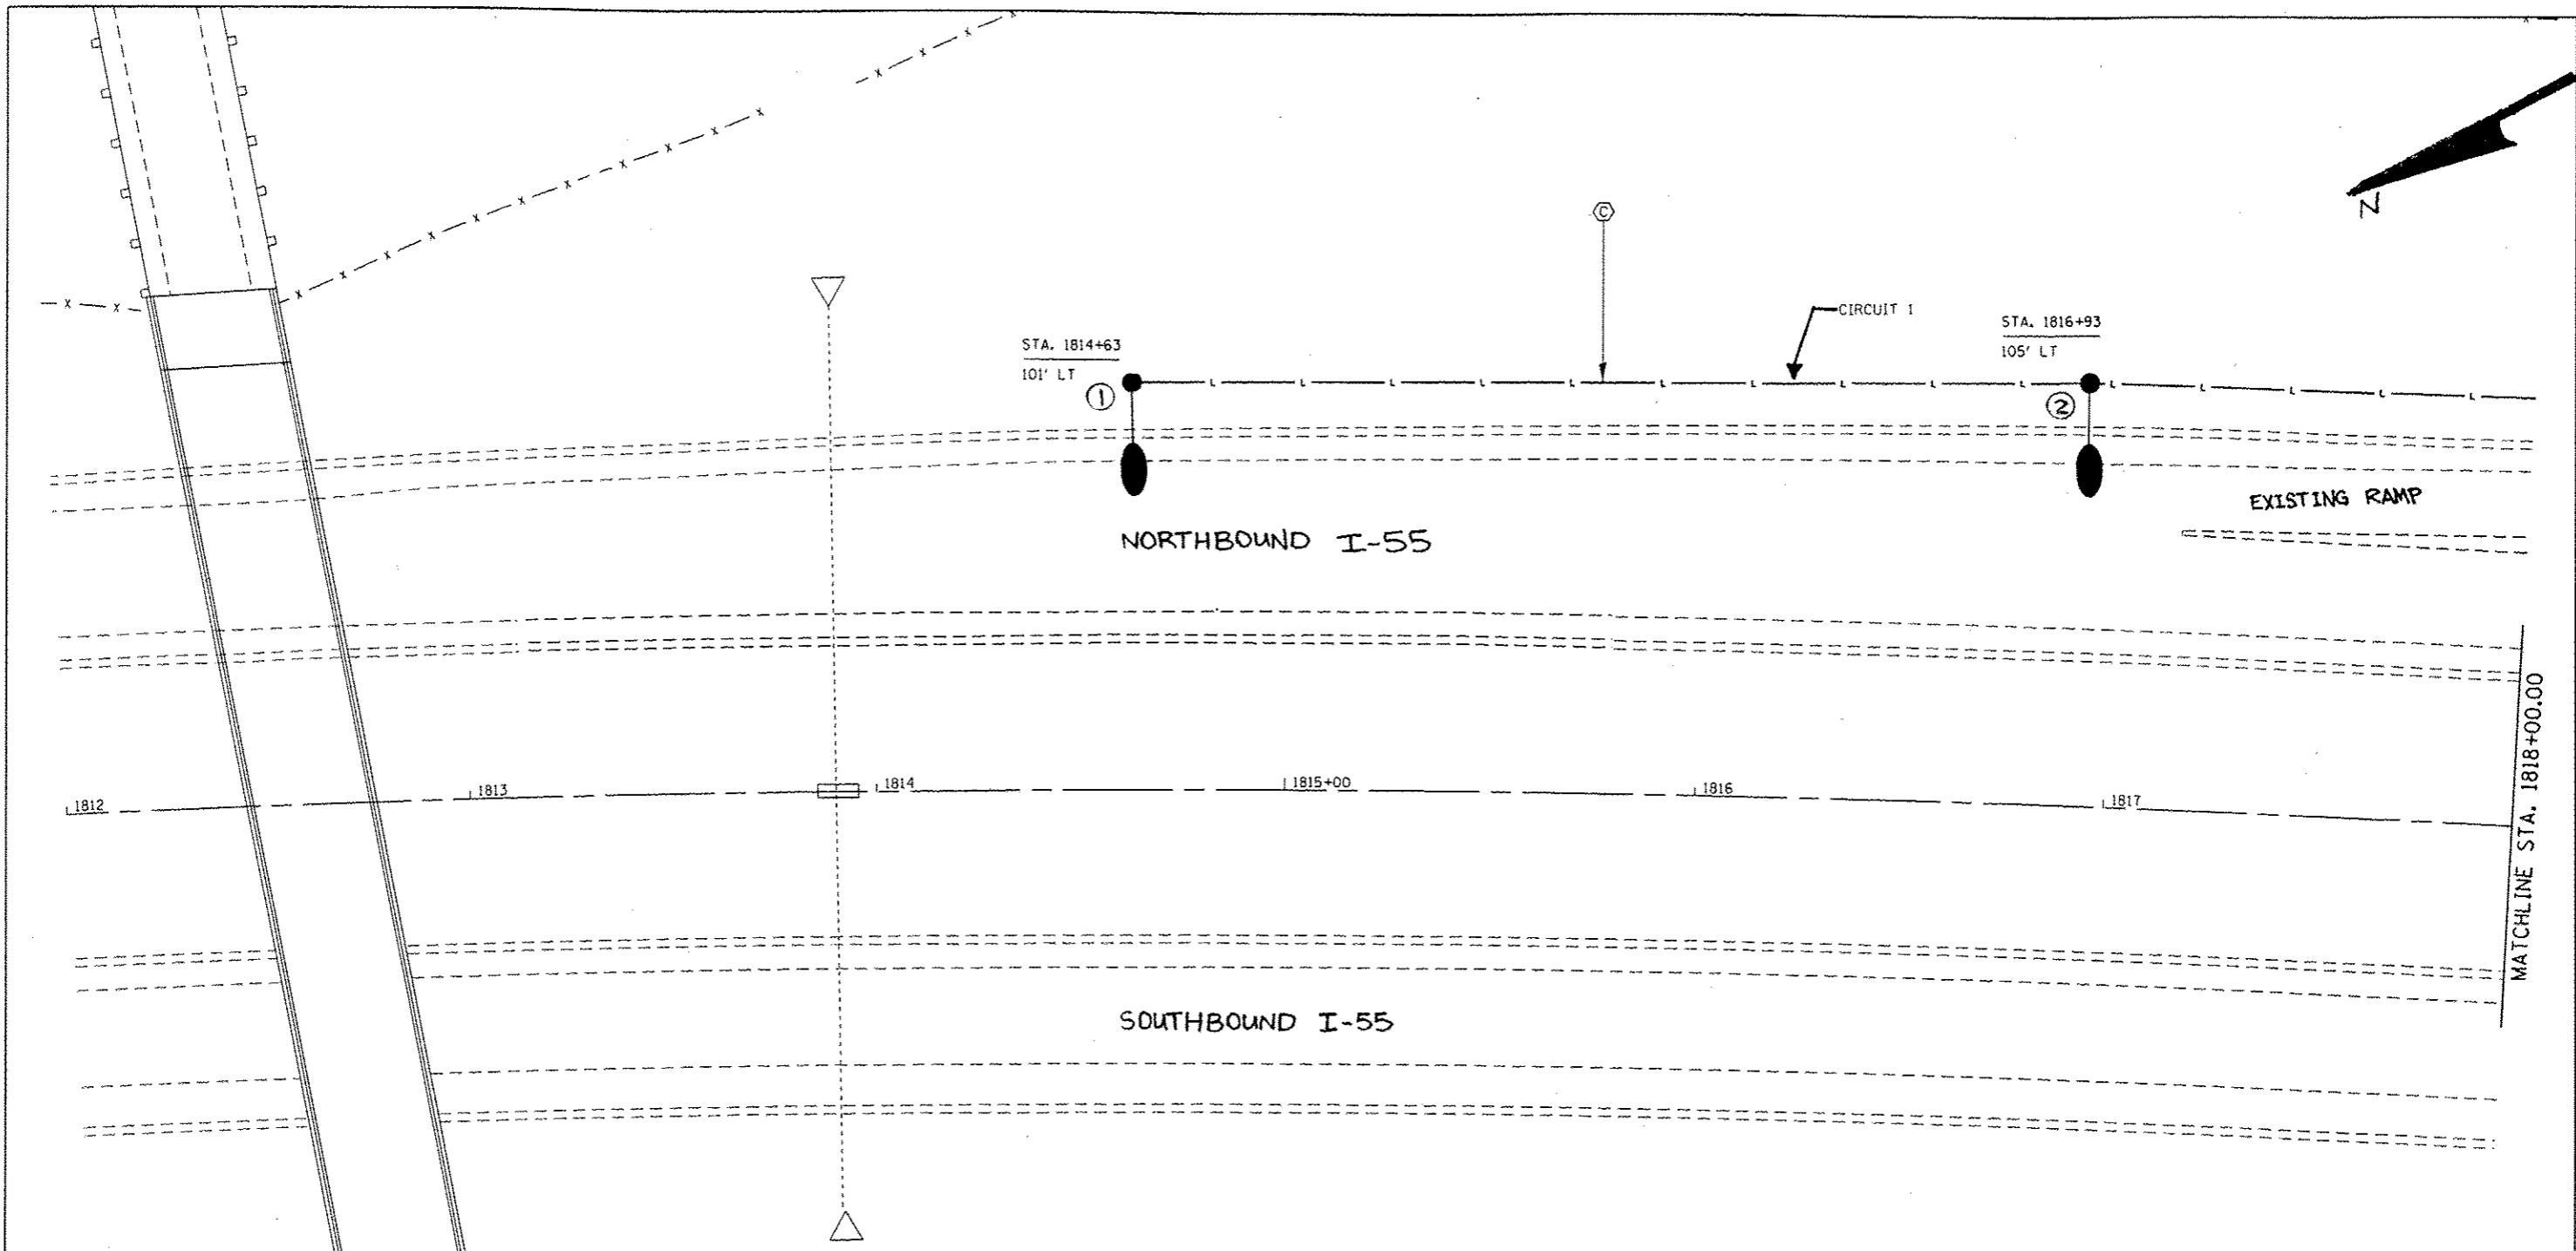 N
C
CIRCUIT 1
STA. 1814+63
101' LT
1
STA. 1816+93
105' LT
2
EXISTING RAMP
NORTHBOUND I-55
1812
1813
1814
1815+00
1816
1817
MATCHLINE STA. 1818+00.00
SOUTHBOUND I-55